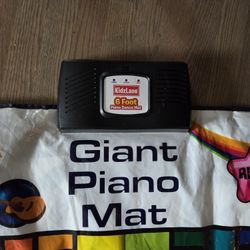 KidzLane
6 Foot
Piano Dance Mat
Giant
Piano
Mat